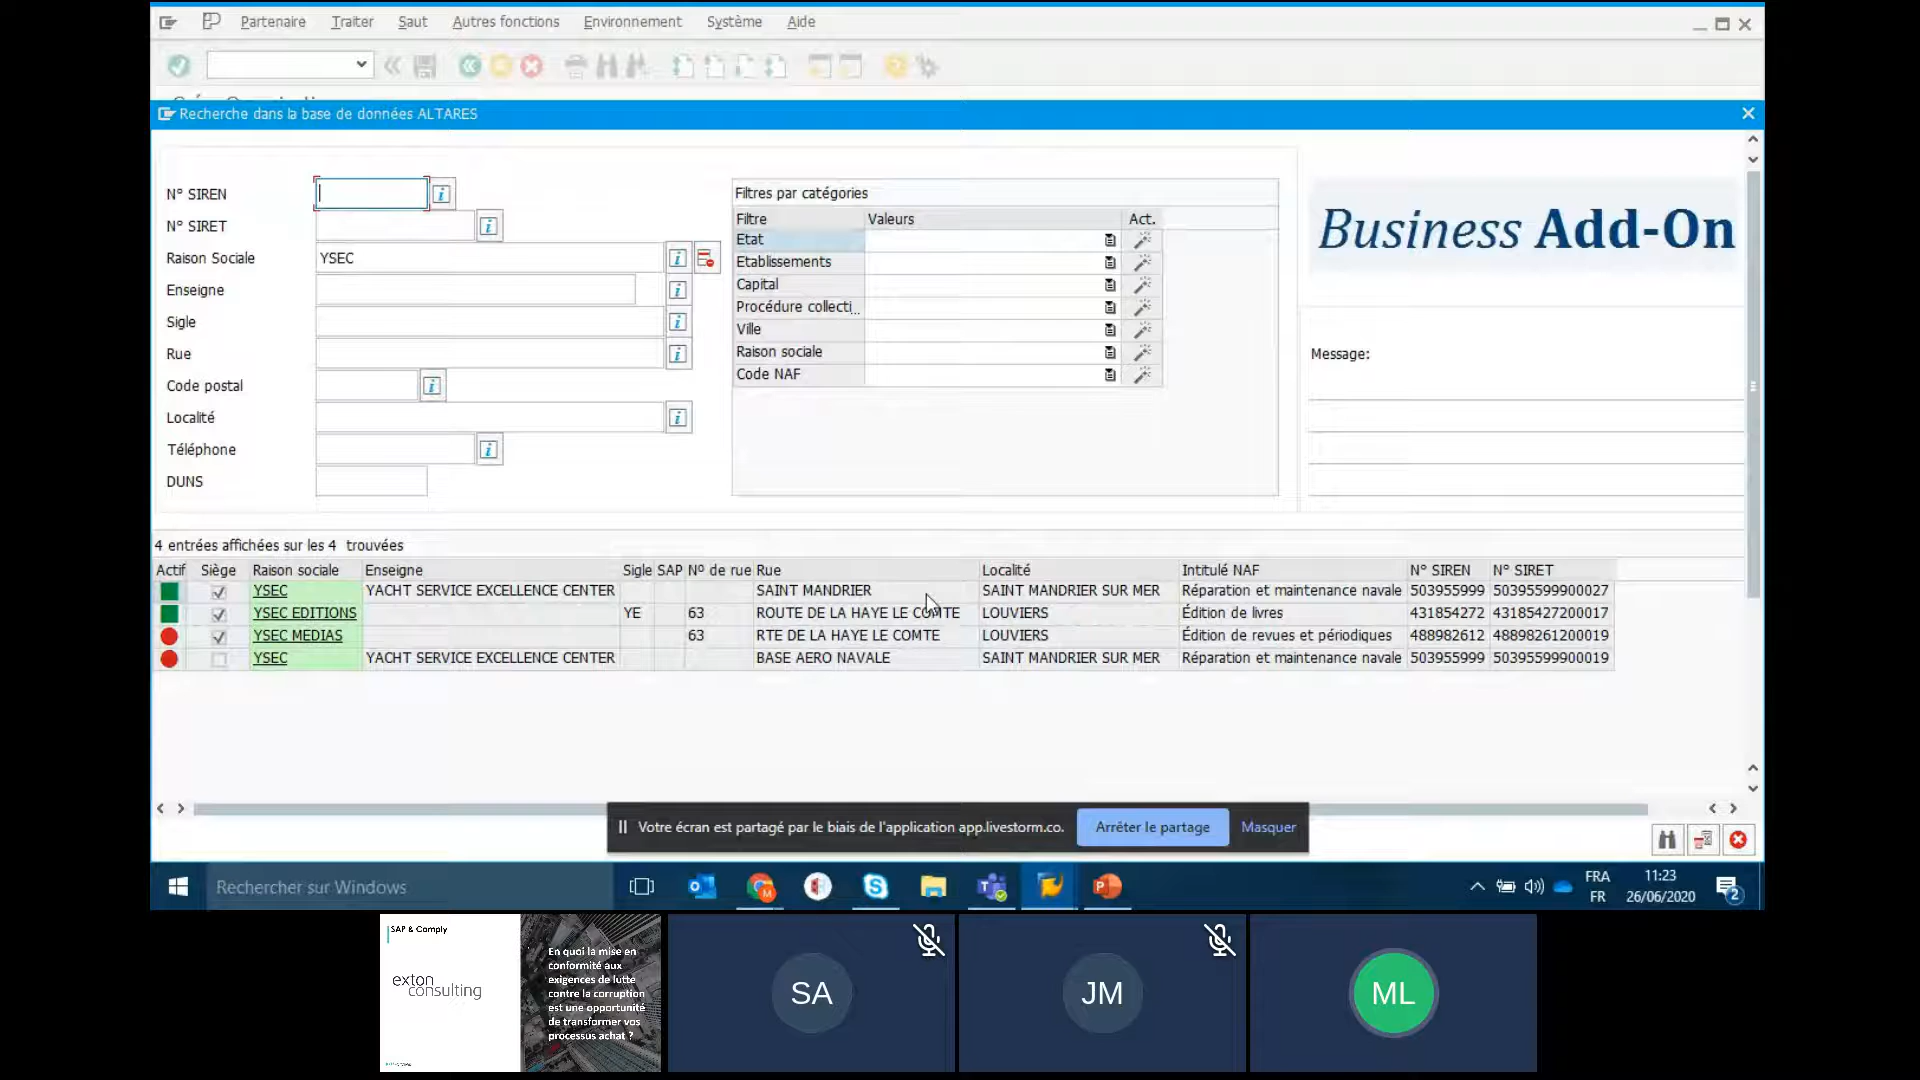 Partenaire Traiter Saut Autres fonctions Environnement Système Aide
Recherche dans la base de données ALTARES
N° SIREN
N° SIRET
Raison Sociale YSEC
Enseigne
Sigle
Rue
Code postal
Localité
Téléphone
DUNS
Filtres par catégories
Filtre Valeurs Act.
Etat
Etablissements
Capital
Procédure collecti...
Ville
Raison sociale
Code NAF
Business Add-On
Message:
4 entrées affichées sur les 4 trouvées
Actif Siège Raison sociale Enseigne Sigle SAP N° de rue Rue Localité Intitulé NAF N° SIREN N° SIRET
YSEC YACHT SERVICE EXCELLENCE CENTER SAINT MANDRIER SAINT MANDRIER SUR MER Réparation et maintenance navale 503955999 50395599900027
YSEC EDITIONS YE 63 ROUTE DE LA HAYE LE COMTE LOUVIERS Édition de livres 431854272 43185427200017
YSEC MEDIAS 63 RTE DE LA HAYE LE COMTE LOUVIERS Édition de revues et périodiques 488982612 48898261200019
YSEC YACHT SERVICE EXCELLENCE CENTER BASE AERO NAVALE SAINT MANDRIER SUR MER Réparation et maintenance navale 503955999 50395599900019
Votre écran est partagé par le biais de l'application app.livestorm.co. Arrêter le partage Masquer
Rechercher sur Windows
FRA
FR
11:23
26/06/2020
2
SAP & Comply
exton
consulting
En quoi la mise en
conformité aux
exigences de lutte
contre la corruption
est une opportunité
de transformer vos
processus achat ?
SA
JM
ML